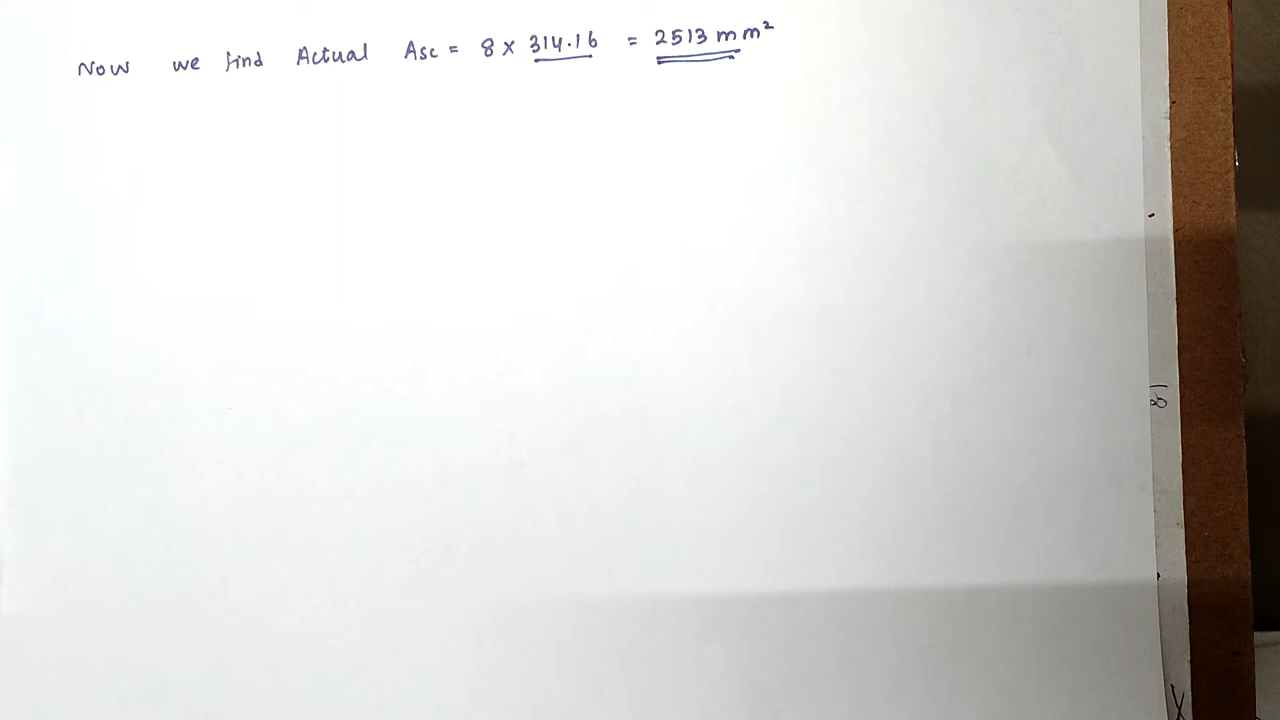 Now we find Actual Asc = 8 × 314.16 = 2513 mm²